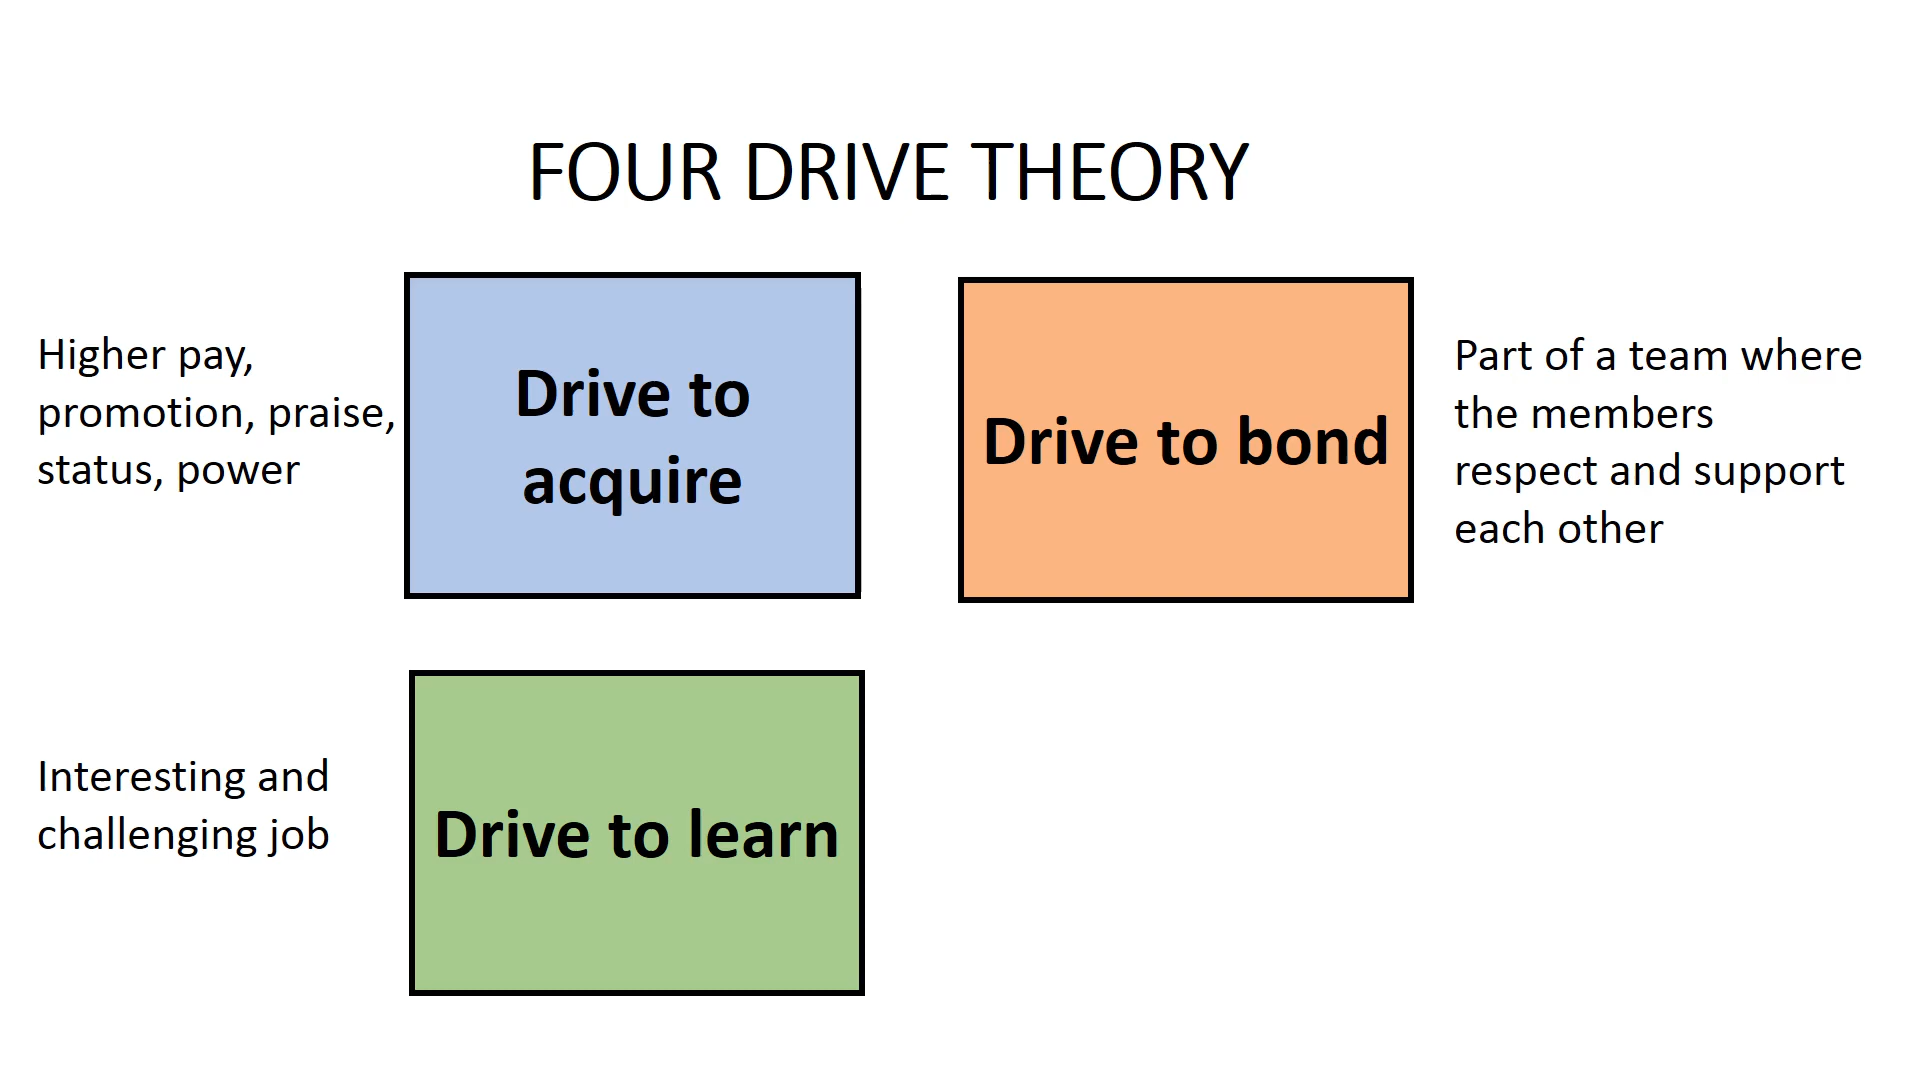 FOUR DRIVE THEORY
Higher pay,
promotion, praise,
status, power
Drive to
acquire
Drive to bond
Part of a team where
the members
respect and support
each other
Interesting and
challenging job
Drive to learn